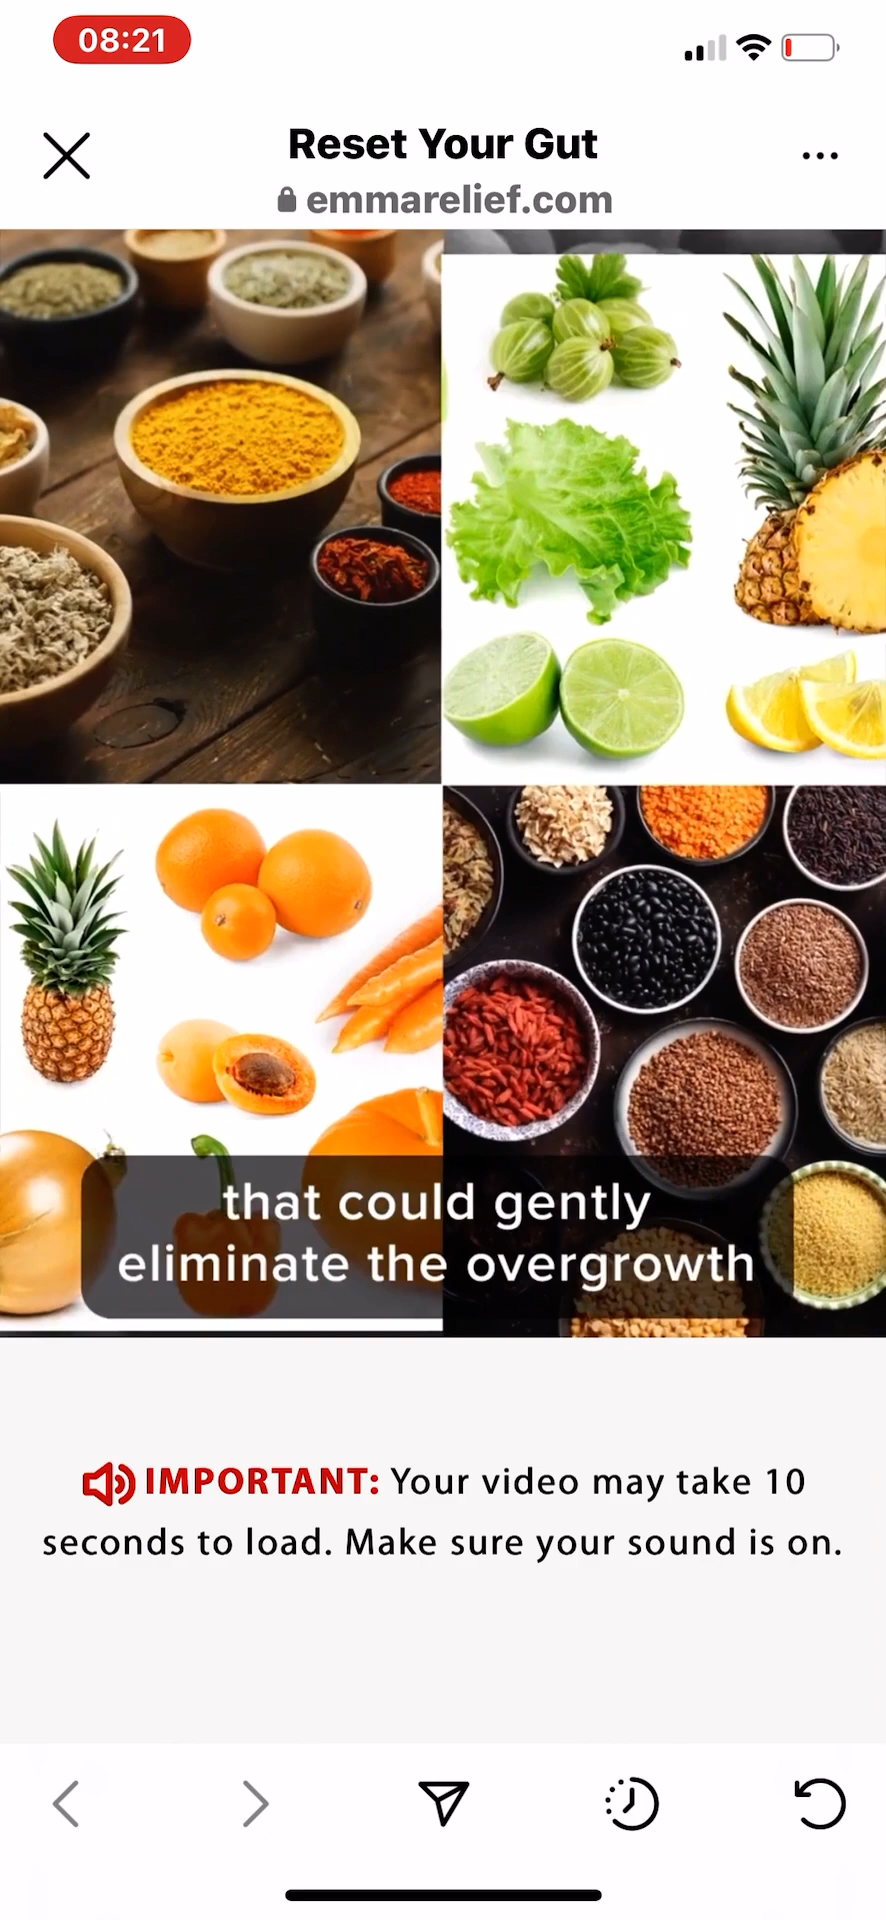 08:21
Reset Your Gut
emmarelief.com
that could gently
eliminate the overgrowth
IMPORTANT: Your video may take 10
seconds to load. Make sure your sound is on.